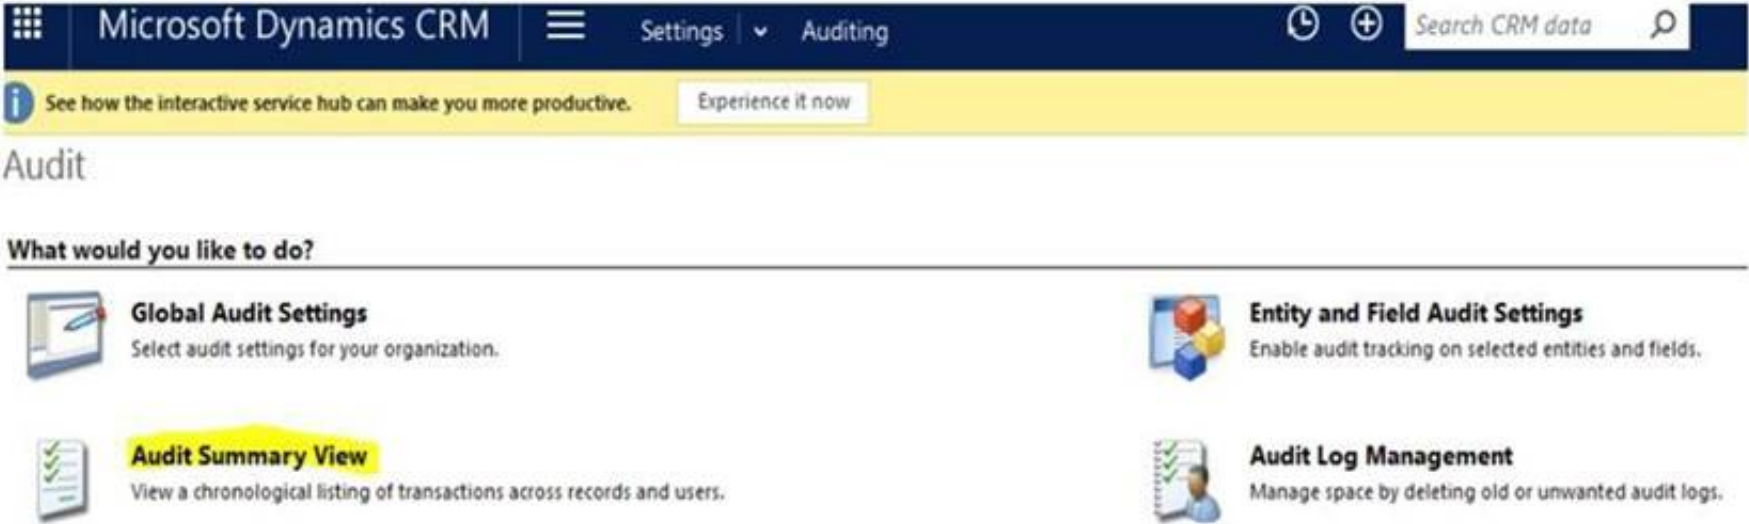 Microsoft Dynamics CRM
Settings
Auditing
Search CRM data
See how the interactive service hub can make you more productive.
Experience it now
Audit
What would you like to do?
Global Audit Settings
Select audit settings for your organization.
Entity and Field Audit Settings
Enable audit tracking on selected entities and fields.
Audit Summary View
View a chronological listing of transactions across records and users.
Audit Log Management
Manage space by deleting old or unwanted audit logs.